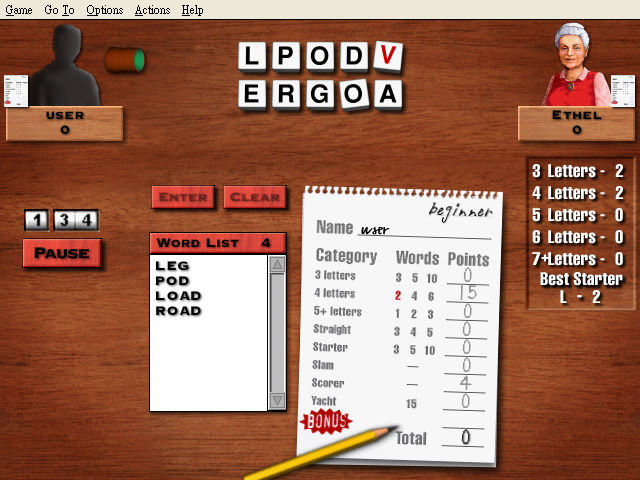 Game Go To Options Actions Help
L P O D V
E R G O A
USER
0
ETHEL
0
3 Letters - 2
4 Letters - 2
5 Letters - 0
6 Letters - 0
7+Letters - 0
Best Starter
L - 2
1 3 4
PAUSE
ENTER CLEAR
WORD LIST 4
LEG
POD
LOAD
ROAD
beginner
Name user
Category Words Points
3 letters 3 5 10 0
4 letters 2 4 6 15
5+ letters 1 2 3 0
Straight 3 4 5 0
Starter 3 5 10 0
Slam — 0
Scorer — 4
Yacht 15 0
BONUS
Total 0